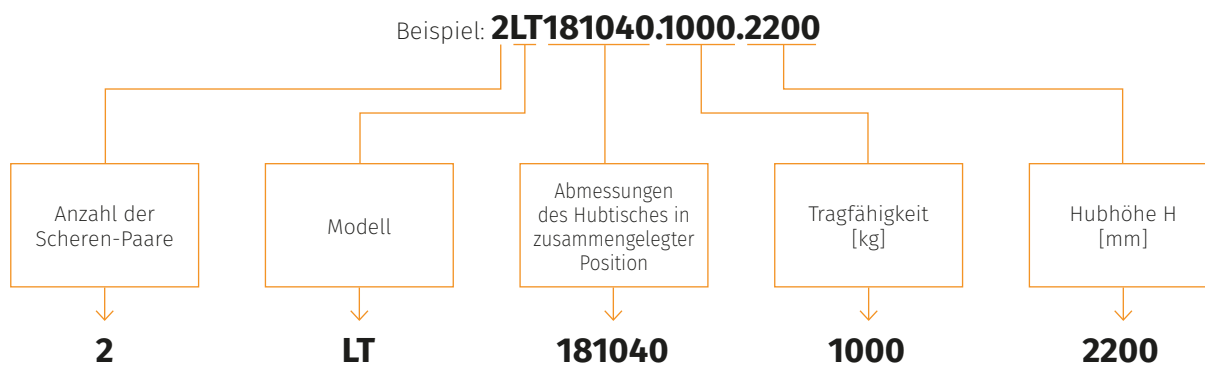 Beispiel: 2LT181040.1000.2200
Anzahl der
Scheren-Paare
Modell
Abmessungen
des Hubtisches in
zusammengelegter
Position
Tragfähigkeit
[kg]
Hubhöhe H
[mm]
2
LT
181040
1000
2200